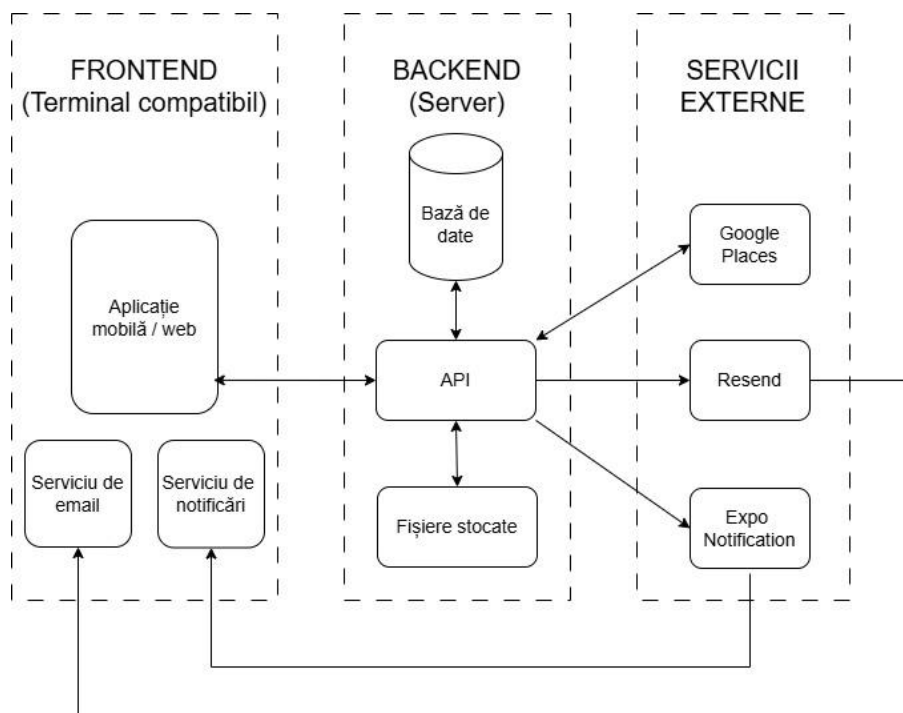 FRONTEND
(Terminal compatibil)
BACKEND
(Server)
SERVICII
EXTERNE
Bază de
date
Google
Places
Aplicație
mobilă / web
API
Resend
Serviciu de
email
Serviciu de
notificări
Fișiere stocate
Expo
Notification